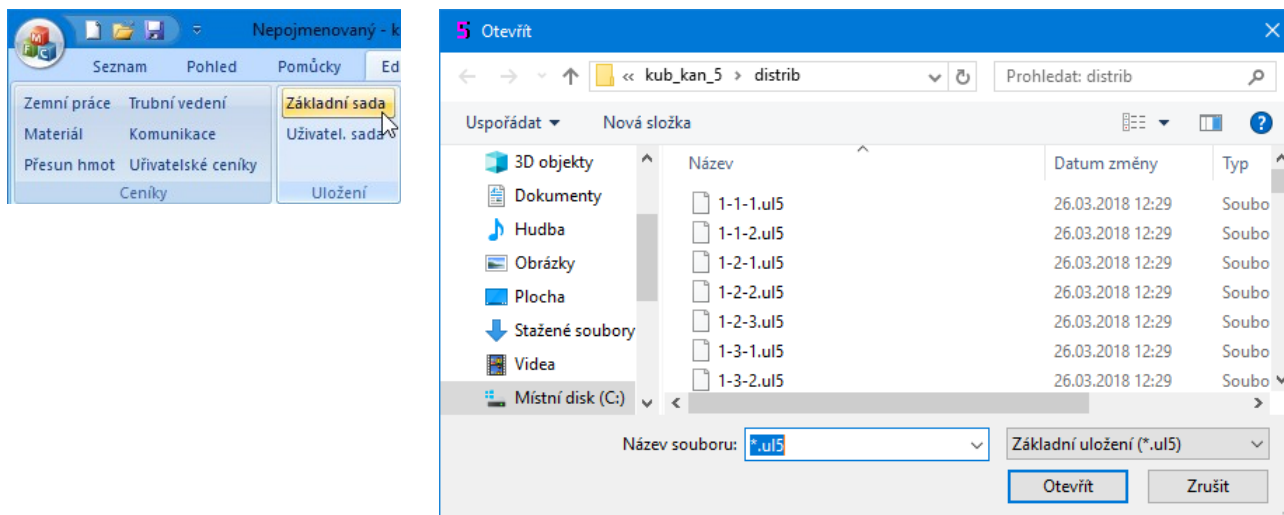 Nepojmenovaný - k
Seznam Pohled Pomůcky Ed
Zemní práce Trubní vedení Základní sada
Materiál Komunikace Uživatel. sada
Přesun hmot Uřivatelské ceníky
Ceníky Uložení
5 Otevřít
« kub_kan_5 > distrib Prohledat: distrib
Uspořádat Nová složka
3D objekty
Dokumenty
Hudba
Obrázky
Plocha
Stažené soubory
Videa
Místní disk (C:)
Název Datum změny Typ
1-1-1.ul5 26.03.2018 12:29 Soubo
1-1-2.ul5 26.03.2018 12:29 Soubo
1-2-1.ul5 26.03.2018 12:29 Soubo
1-2-2.ul5 26.03.2018 12:29 Soubo
1-2-3.ul5 26.03.2018 12:29 Soubo
1-3-1.ul5 26.03.2018 12:29 Soubo
1-3-2.ul5 26.03.2018 12:29 Soubo
Název souboru: *.ul5 Základní uložení (*.ul5)
Otevřít Zrušit